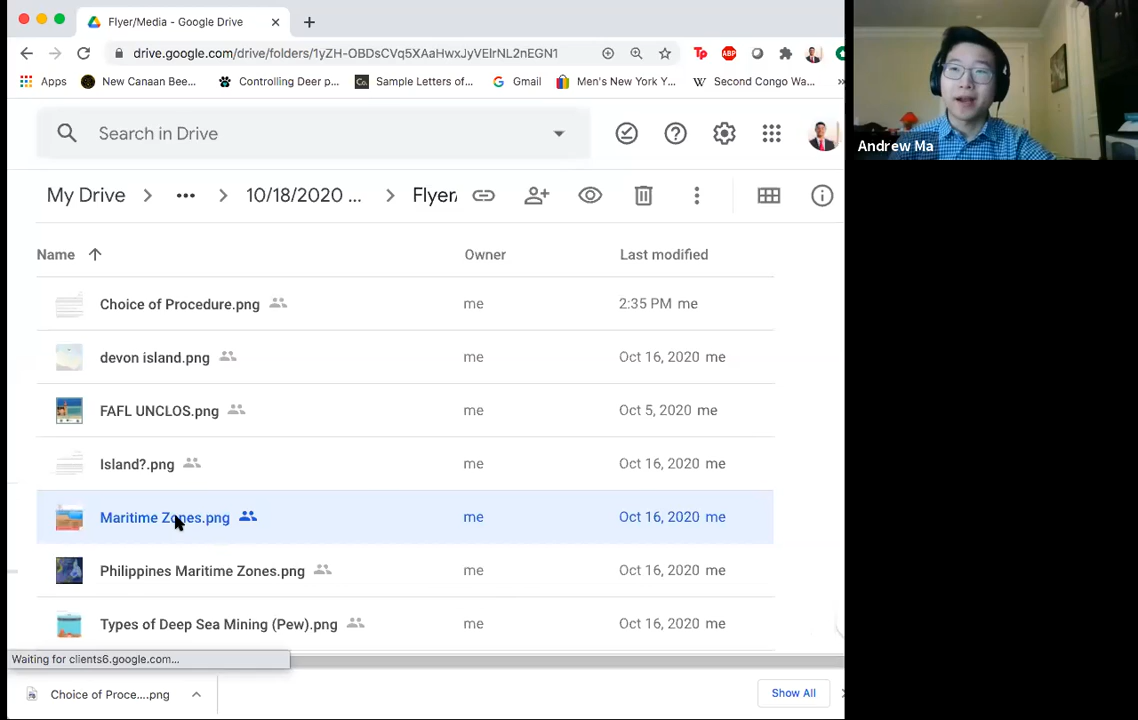 Flyer/Media - Google Drive
drive.google.com/drive/folders/1yZH-OBDsCVq5XAaHwxJyVElrNL2nEGN1
Tp ABP
Apps New Canaan Bee... Controlling Deer p... Co. Sample Letters of... G Gmail Men's New York Y... W Second Congo Wa... »
Search in Drive
Andrew Ma
My Drive ... 10/18/2020 ... Flyer/
Name Owner Last modified
Choice of Procedure.png me 2:35 PM me
devon island.png me Oct 16, 2020 me
FAFL UNCLOS.png me Oct 5, 2020 me
Island?.png me Oct 16, 2020 me
Maritime Zones.png me Oct 16, 2020 me
Philippines Maritime Zones.png me Oct 16, 2020 me
Types of Deep Sea Mining (Pew).png me Oct 16, 2020 me
Waiting for clients6.google.com...
Choice of Proce....png Show All